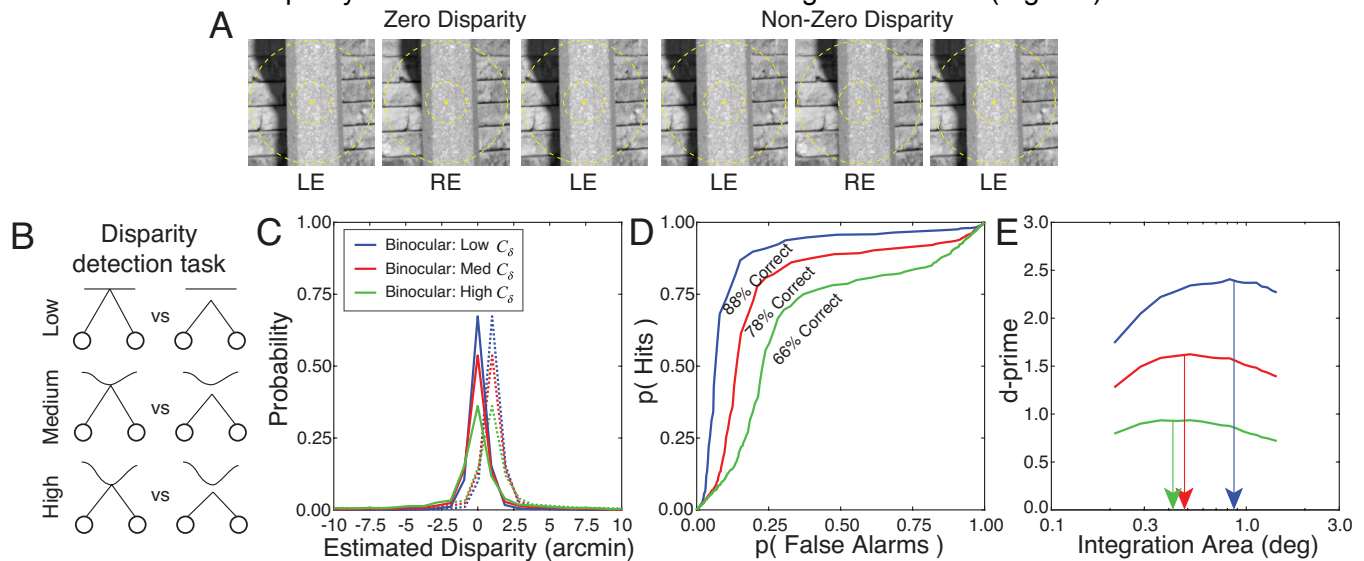 A
Zero Disparity
Non-Zero Disparity
LE
RE
LE
LE
RE
LE
B
Disparity
detection task
Low
vs
Medium
vs
High
vs
C
1.00
0.75
0.50
0.25
0.00
Probability
Binocular: Low Cδ
Binocular: Med Cδ
Binocular: High Cδ
-10 -5 -2.5 0 2.5 5 10
Estimated Disparity (arcmin)
D
1.00
0.75
0.50
0.25
0.00
p( Hits )
88% Correct
78% Correct
66% Correct
0.00 0.25 0.50 0.75 1.00
p( False Alarms )
E
3.0
2.5
2.0
1.5
1.0
0.5
0.0
d-prime
0.1 0.3 1.0 3.0
Integration Area (deg)